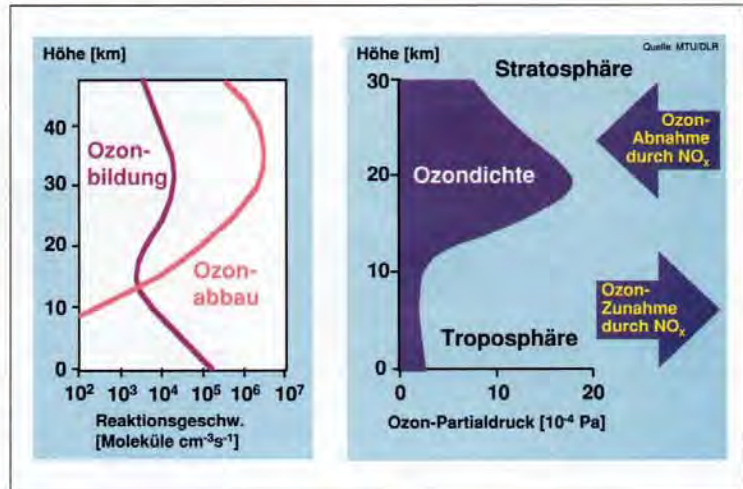 Höhe [km]
40
30
20
10
0
Ozon-
bildung
Ozon-
abbau
10² 10³ 10⁴ 10⁵ 10⁶ 10⁷
Reaktionsgeschw.
[Moleküle cm⁻³s⁻¹]
Höhe [km]
Quelle: MTU/DLR
30
20
10
0
Stratosphäre
Ozondichte
Troposphäre
Ozon-
Abnahme
durch NOₓ
Ozon-
Zunahme
durch NOₓ
0 10 20
Ozon-Partialdruck [10⁻⁴ Pa]